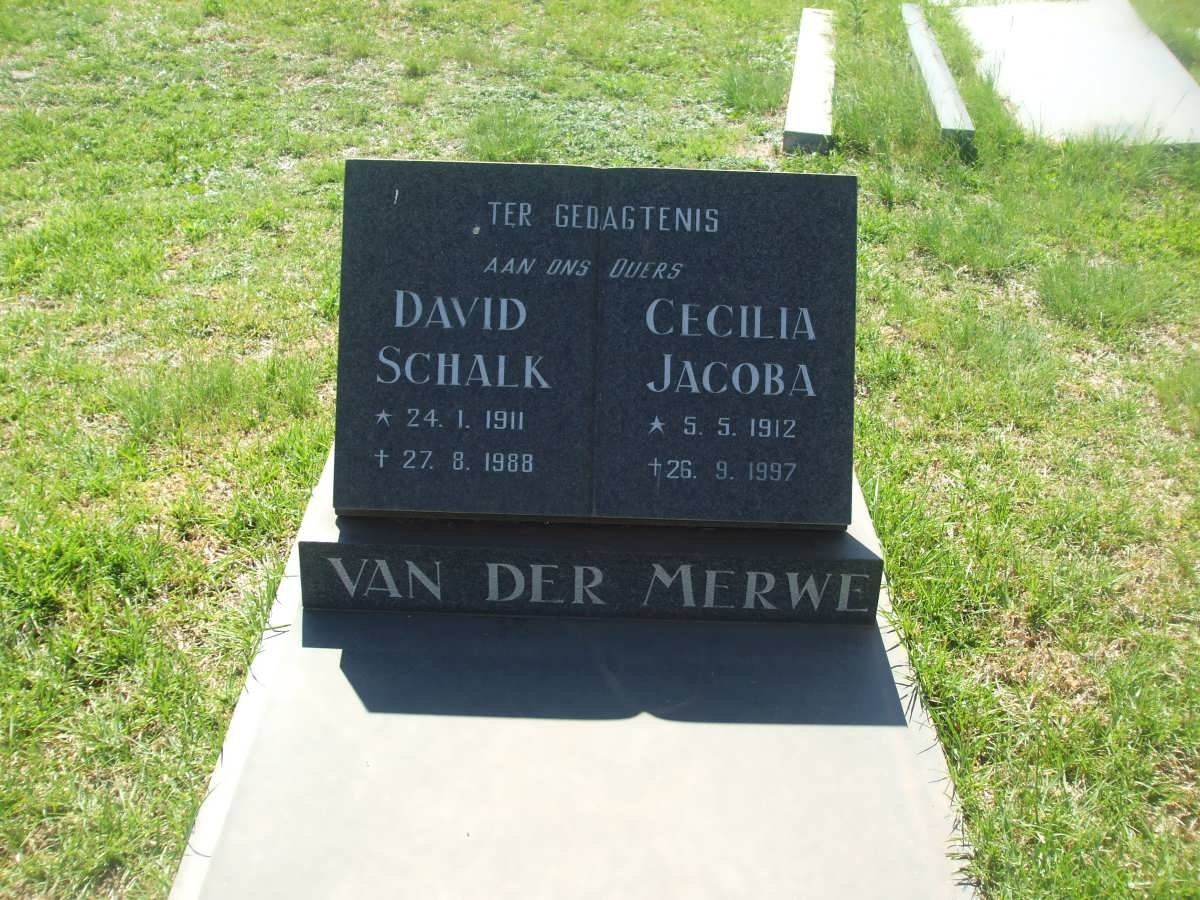 TER GEDAGTENIS
AAN ONS OUERS
DAVID
SCHALK
★ 24. 1. 1911
† 27. 8. 1988
CECILIA
JACOBA
★ 5. 5. 1912
† 26. 9. 1997
VAN DER MERWE